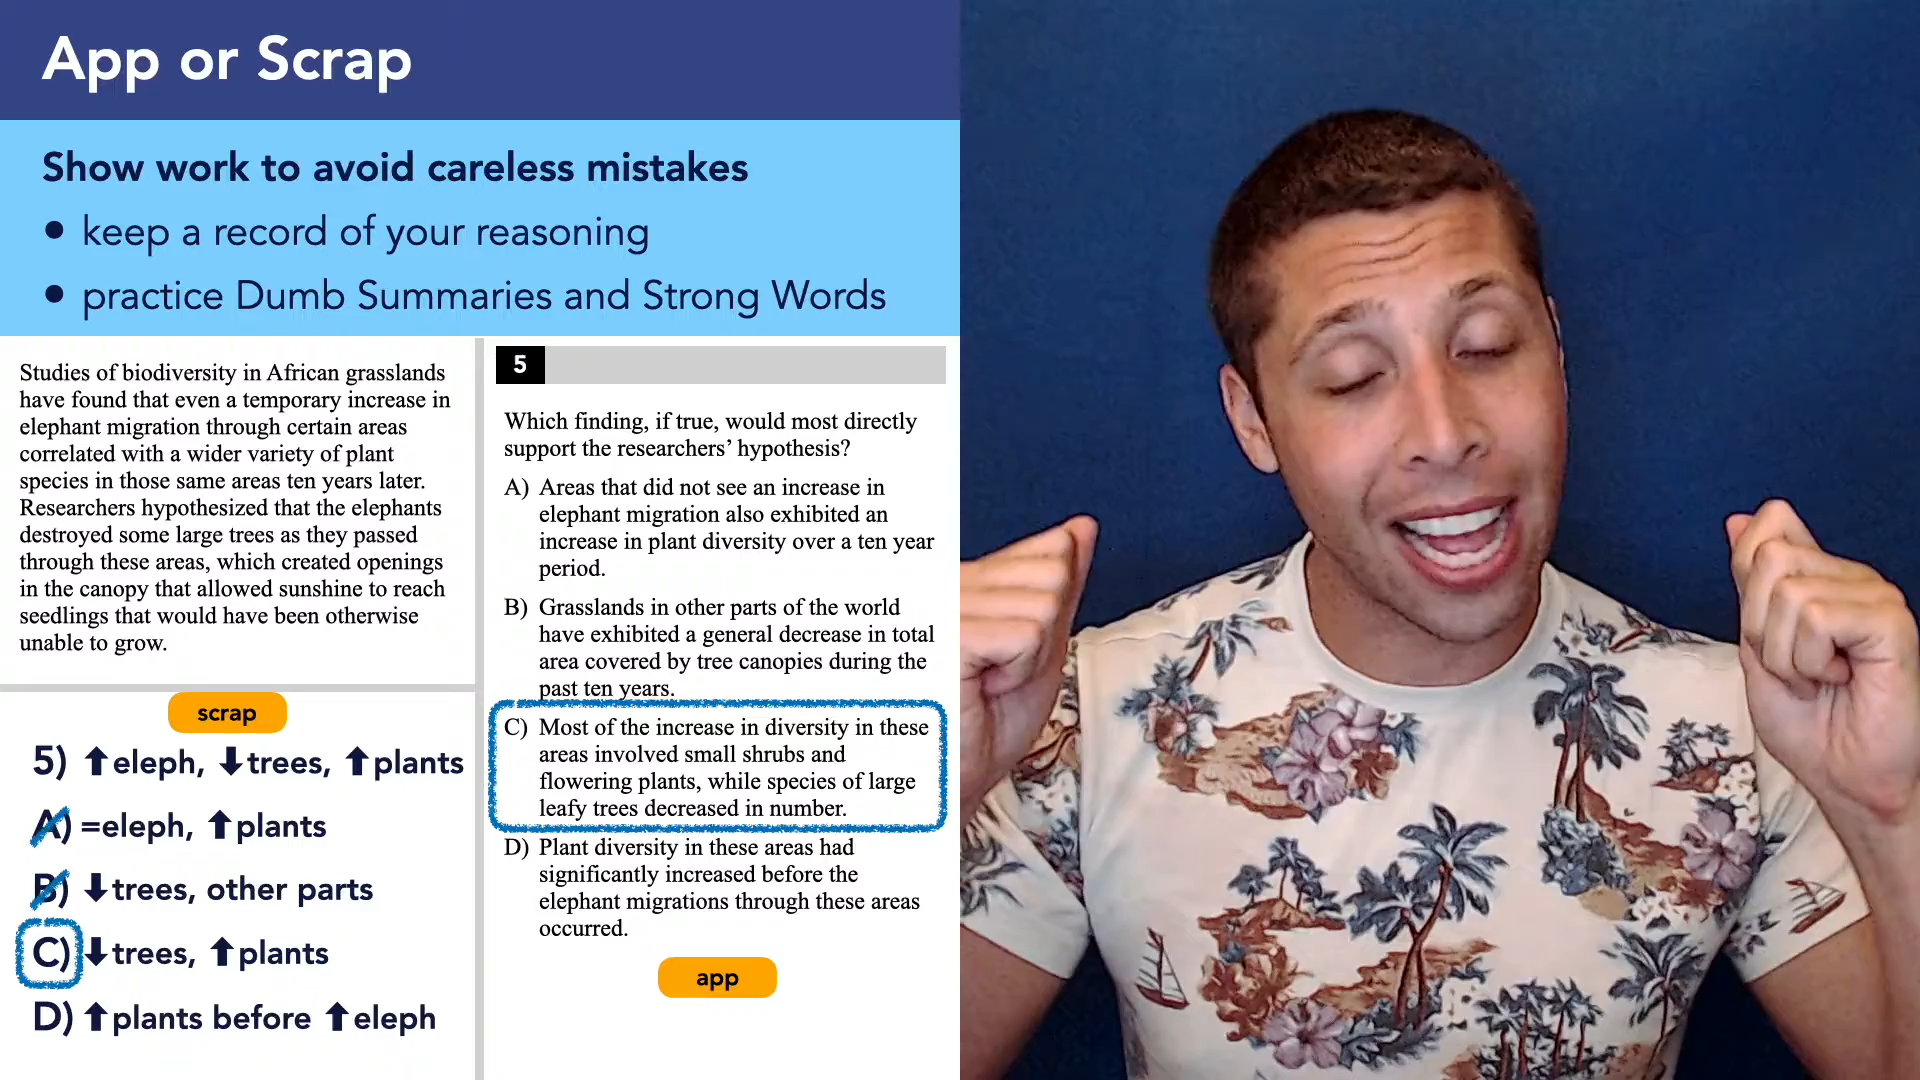 App or Scrap
Show work to avoid careless mistakes
• keep a record of your reasoning
• practice Dumb Summaries and Strong Words
Studies of biodiversity in African grasslands
have found that even a temporary increase in
elephant migration through certain areas
correlated with a wider variety of plant
species in those same areas ten years later.
Researchers hypothesized that the elephants
destroyed some large trees as they passed
through these areas, which created openings
in the canopy that allowed sunshine to reach
seedlings that would have been otherwise
unable to grow.
scrap
5) ⬆eleph, ⬇trees, ⬆plants
A) =eleph, ⬆plants
B) ⬇trees, other parts
C) ⬇trees, ⬆plants
D) ⬆plants before ⬆eleph
5
Which finding, if true, would most directly
support the researchers’ hypothesis?
A) Areas that did not see an increase in
elephant migration also exhibited an
increase in plant diversity over a ten year
period.
B) Grasslands in other parts of the world
have exhibited a general decrease in total
area covered by tree canopies during the
past ten years.
C) Most of the increase in diversity in these
areas involved small shrubs and
flowering plants, while species of large
leafy trees decreased in number.
D) Plant diversity in these areas had
significantly increased before the
elephant migrations through these areas
occurred.
app